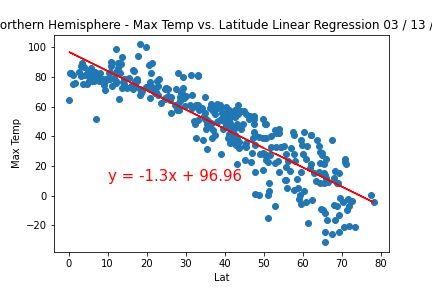 orthern Hemisphere - Max Temp vs. Latitude Linear Regression 03 / 13 /
100
80
60
40
20
0
−20
Max Temp
y = -1.3x + 96.96
0 10 20 30 40 50 60 70 80
Lat